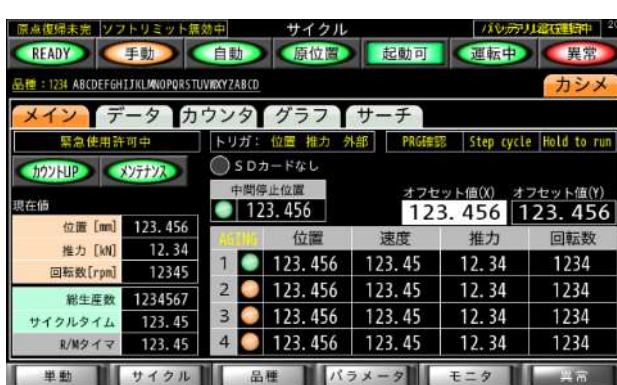 原点復帰未完 ソフトリミット無効中 サイクル
READY 手動 自動 原位置 起動可 運転中 異常
品種:1234 ABCDEFGHIJKLMNOPQRSTUVWXYZABCD カシメ
メイン データ カウンタ グラフ サーチ
緊急使用許可中 トリガ: 位置 推力 外部 PRG確認 Step cycle Hold to run
カウントUP メンテナンス SDカードなし
中間停止位置 オフセット値(X) オフセット値(Y)
123.456 123.456 123.456
現在値
位置 [mm] 123.456
推力 [kN] 12.34
回転数[rpm] 12345
総生産数 1234567
サイクルタイム 123.45
R/Mタイマ 123.45
AGING 位置 速度 推力 回転数
1 123.456 123.45 12.34 1234
2 123.456 123.45 12.34 1234
3 123.456 123.45 12.34 1234
4 123.456 123.45 12.34 1234
単動 サイクル 品種 パラメータ モニタ 異常